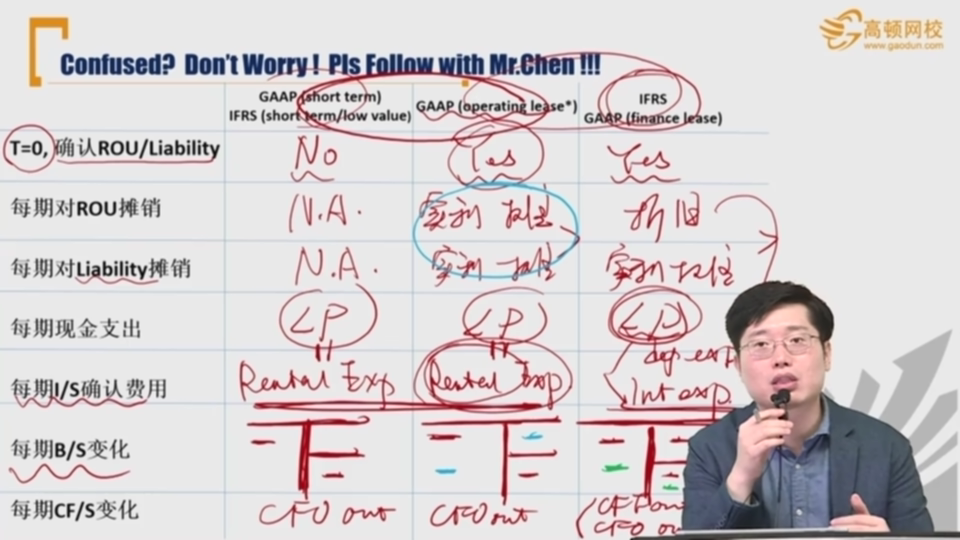 高顿网校
www.gaodun.com
Confused? Don't Worry ! Pls Follow with Mr.Chen !!!
GAAP (short term)
IFRS (short term/low value)
GAAP (operating lease*)
IFRS
GAAP (finance lease)
T=0, 确认ROU/Liability
No
Yes
Yes
每期对ROU摊销
N.A.
实利 摊
折旧
每期对Liability摊销
N.A.
实利 摊
实利 摊
每期现金支出
LP
LP
LP
dep.exp
每期I/S确认费用
Rental Exp
Rental Exp
Int exp.
每期B/S变化
每期CF/S变化
CFO out
CFO out
CFF out
CFO ou